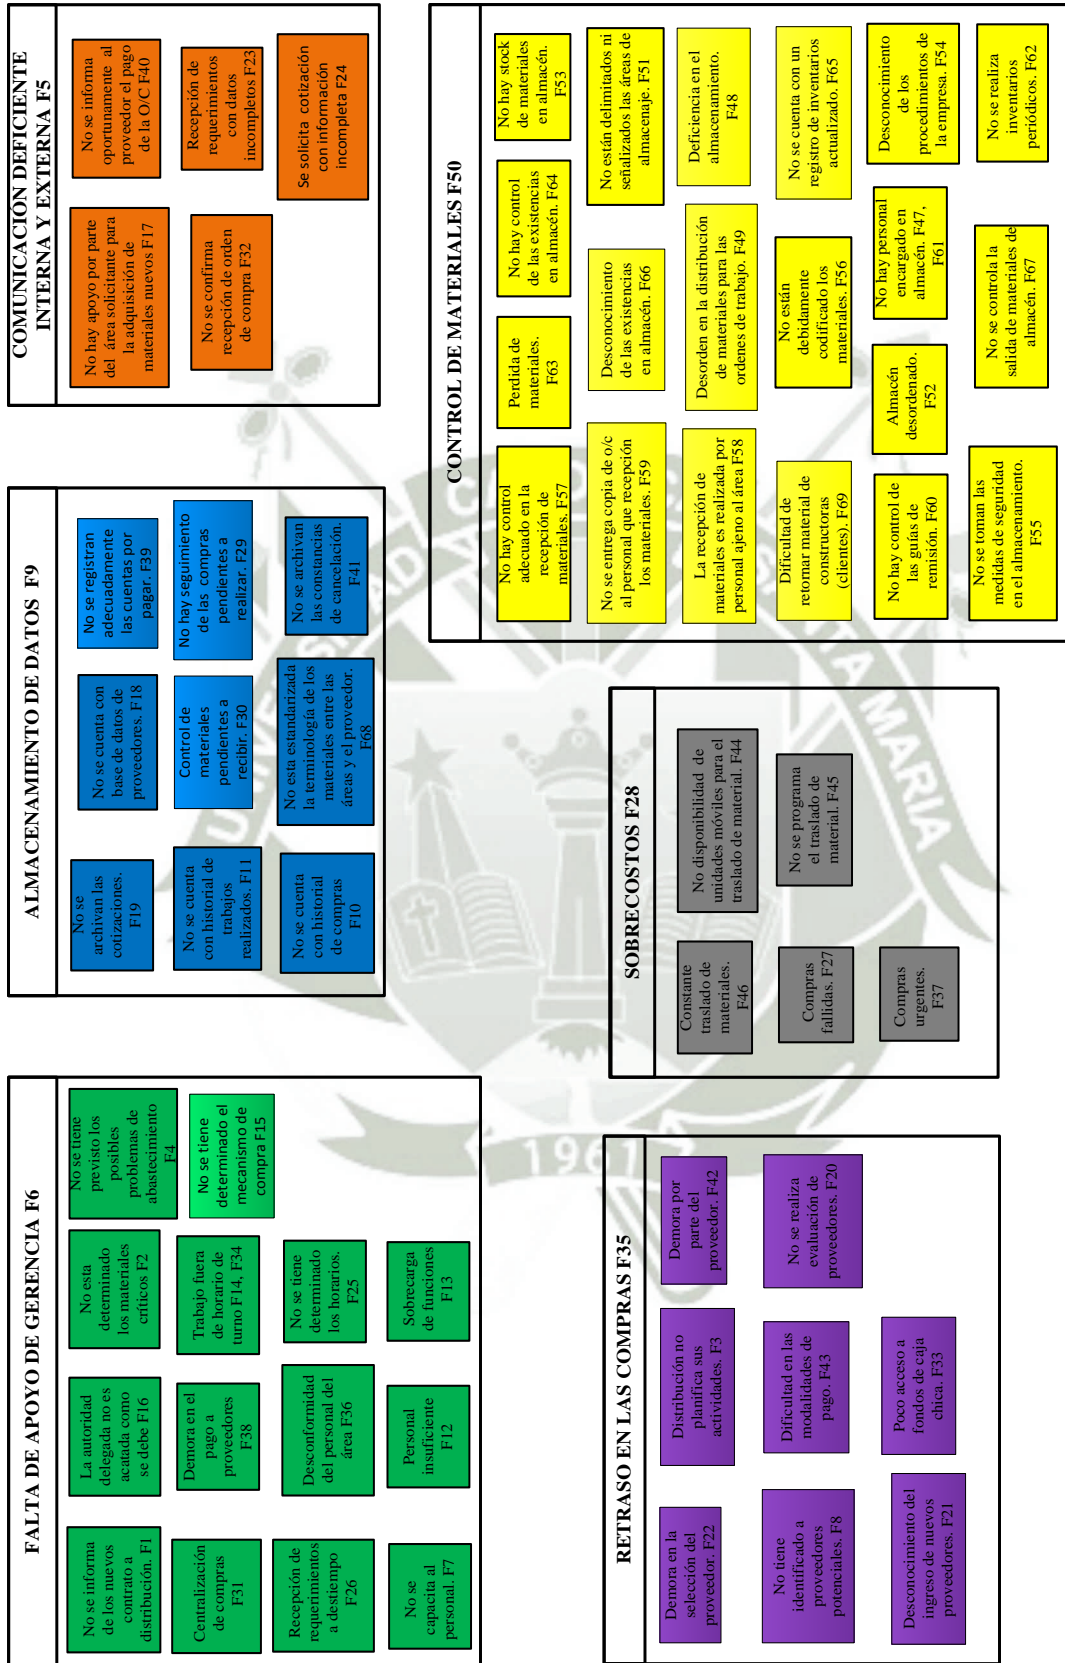 FALTA DE APOYO DE GERENCIA F6
No se informa
de los nuevos
contrato a
distribución. F1
La autoridad
delegada no es
acatada como
se debe F16
No esta
determinado
los materiales
críticos F2
No se tiene
previsto los
posibles
problemas de
abastecimiento
F4
Centralización
de compras
F31
Demora en el
pago a
proveedores
F38
Trabajo fuera
de horario de
turno F14, F34
No se tiene
determinado el
mecanismo de
compra F15
Recepción de
requerimientos
a destiempo
F26
Desconformidad
del personal del
área F36
No se tiene
determinado
los horarios.
F25
No se
capacita al
personal. F7
Personal
insuficiente
F12
Sobrecarga
de funciones
F13
ALMACENAMIENTO DE DATOS F9
No se
archivan las
cotizaciones.
F19
No se cuenta con
base de datos de
proveedores. F18
No se registran
adecuadamente
las cuentas por
pagar. F39
No se cuenta
con historial de
trabajos
realizados. F11
Control de
materiales
pendientes a
recibir. F30
No hay seguimiento
de las compras
pendientes a
realizar. F29
No se cuenta
con historial
de compras
F10
No esta estandarizada
la terminología de los
materiales entre las
áreas y el proveedor.
F68
No se archivan
las constancias
de cancelación.
F41
COMUNICACIÓN DEFICIENTE
INTERNA Y EXTERNA F5
No hay apoyo por parte
del área solicitante para
la adquisición de
materiales nuevos F17
No se informa
oportunamente al
proveedor el pago
de la O/C F40
No se confirma
recepción de orden
de compra F32
Recepción de
requerimientos
con datos
incompletos F23
Se solicita cotización
con información
incompleta F24
RETRASO EN LAS COMPRAS F35
Demora en la
selección del
proveedor. F22
Distribución no
planifica sus
actividades. F3
Demora por
parte del
proveedor. F42
No tiene
identificado a
proveedores
potenciales. F8
Dificultad en las
modalidades de
pago. F43
No se realiza
evaluación de
proveedores. F20
Desconocimiento del
ingreso de nuevos
proveedores. F21
Poco acceso a
fondos de caja
chica. F33
SOBRECOSTOS F28
Constante
traslado de
materiales.
F46
No disponibilidad de
unidades móviles para el
traslado de material. F44
Compras
fallidas. F27
No se programa
el traslado de
material. F45
Compras
urgentes.
F37
CONTROL DE MATERIALES F50
No hay control
adecuado en la
recepción de
materiales. F57
Perdida de
materiales.
F63
No hay control
de las existencias
en almacén. F64
No hay stock
de materiales
en almacén.
F53
No se entrega copia de o/c
al personal que recepción
los materiales. F59
Desconocimiento
de las existencias
en almacén. F66
No están delimitados ni
señalizados las áreas de
almacenaje. F51
La recepción de
materiales es realizada por
personal ajeno al área F58
Desorden en la distribución
de materiales para las
ordenes de trabajo. F49
Deficiencia en el
almacenamiento.
F48
Dificultad de
retornar material de
constructoras
(clientes). F69
No están
debidamente
codificado los
materiales. F56
No se cuenta con un
registro de inventarios
actualizado. F65
No hay control de
las guías de
remisión. F60
Almacén
desordenado.
F52
No hay personal
encargado en
almacén. F47,
F61
Desconocimiento
de los
procedimientos de
la empresa. F54
No se toman las
medidas de seguridad
en el almacenamiento.
F55
No se controla la
salida de materiales de
almacén. F67
No se realiza
inventarios
periódicos. F62
1961